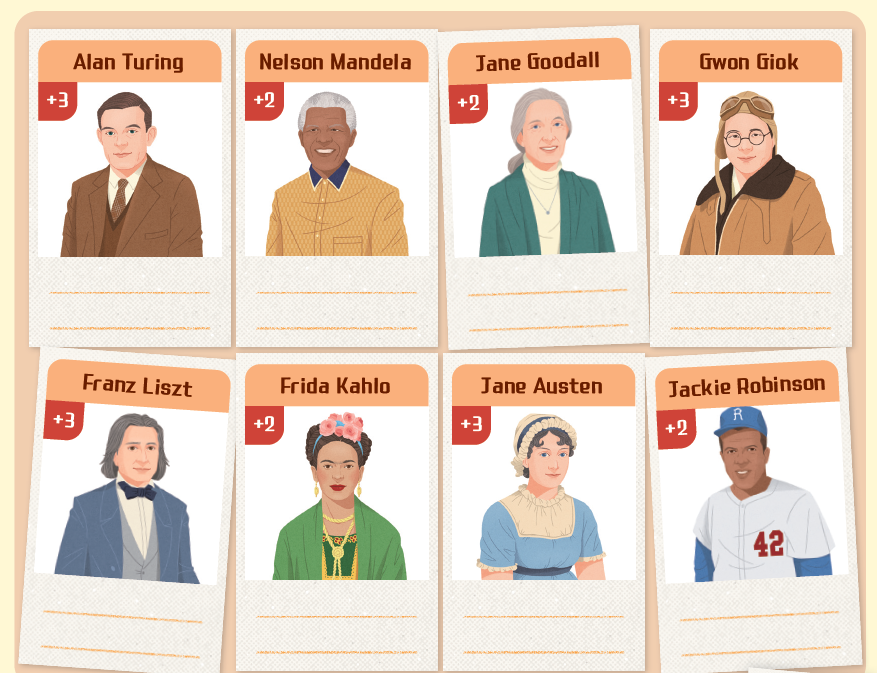 Alan Turing
+3
Nelson Mandela
+2
Jane Goodall
+2
Gwon Giok
+3
Franz Liszt
+3
Frida Kahlo
+2
Jane Austen
+3
Jackie Robinson
+2
R
42